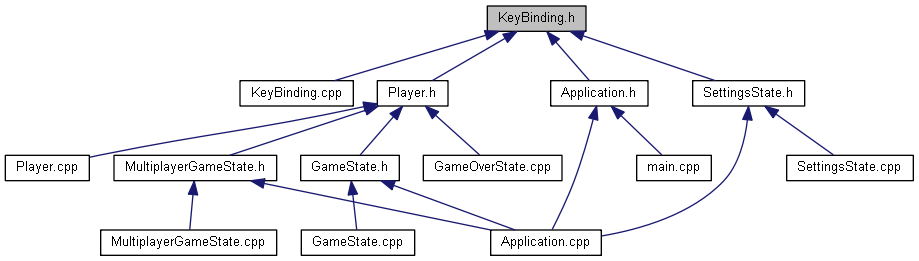 KeyBinding.h
KeyBinding.cpp
Player.h
Application.h
SettingsState.h
Player.cpp
MultiplayerGameState.h
GameState.h
GameOverState.cpp
main.cpp
SettingsState.cpp
MultiplayerGameState.cpp
GameState.cpp
Application.cpp